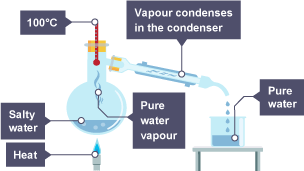 100°C
Vapour condenses
in the condenser
Salty
water
Pure
water
vapour
Pure
water
Heat